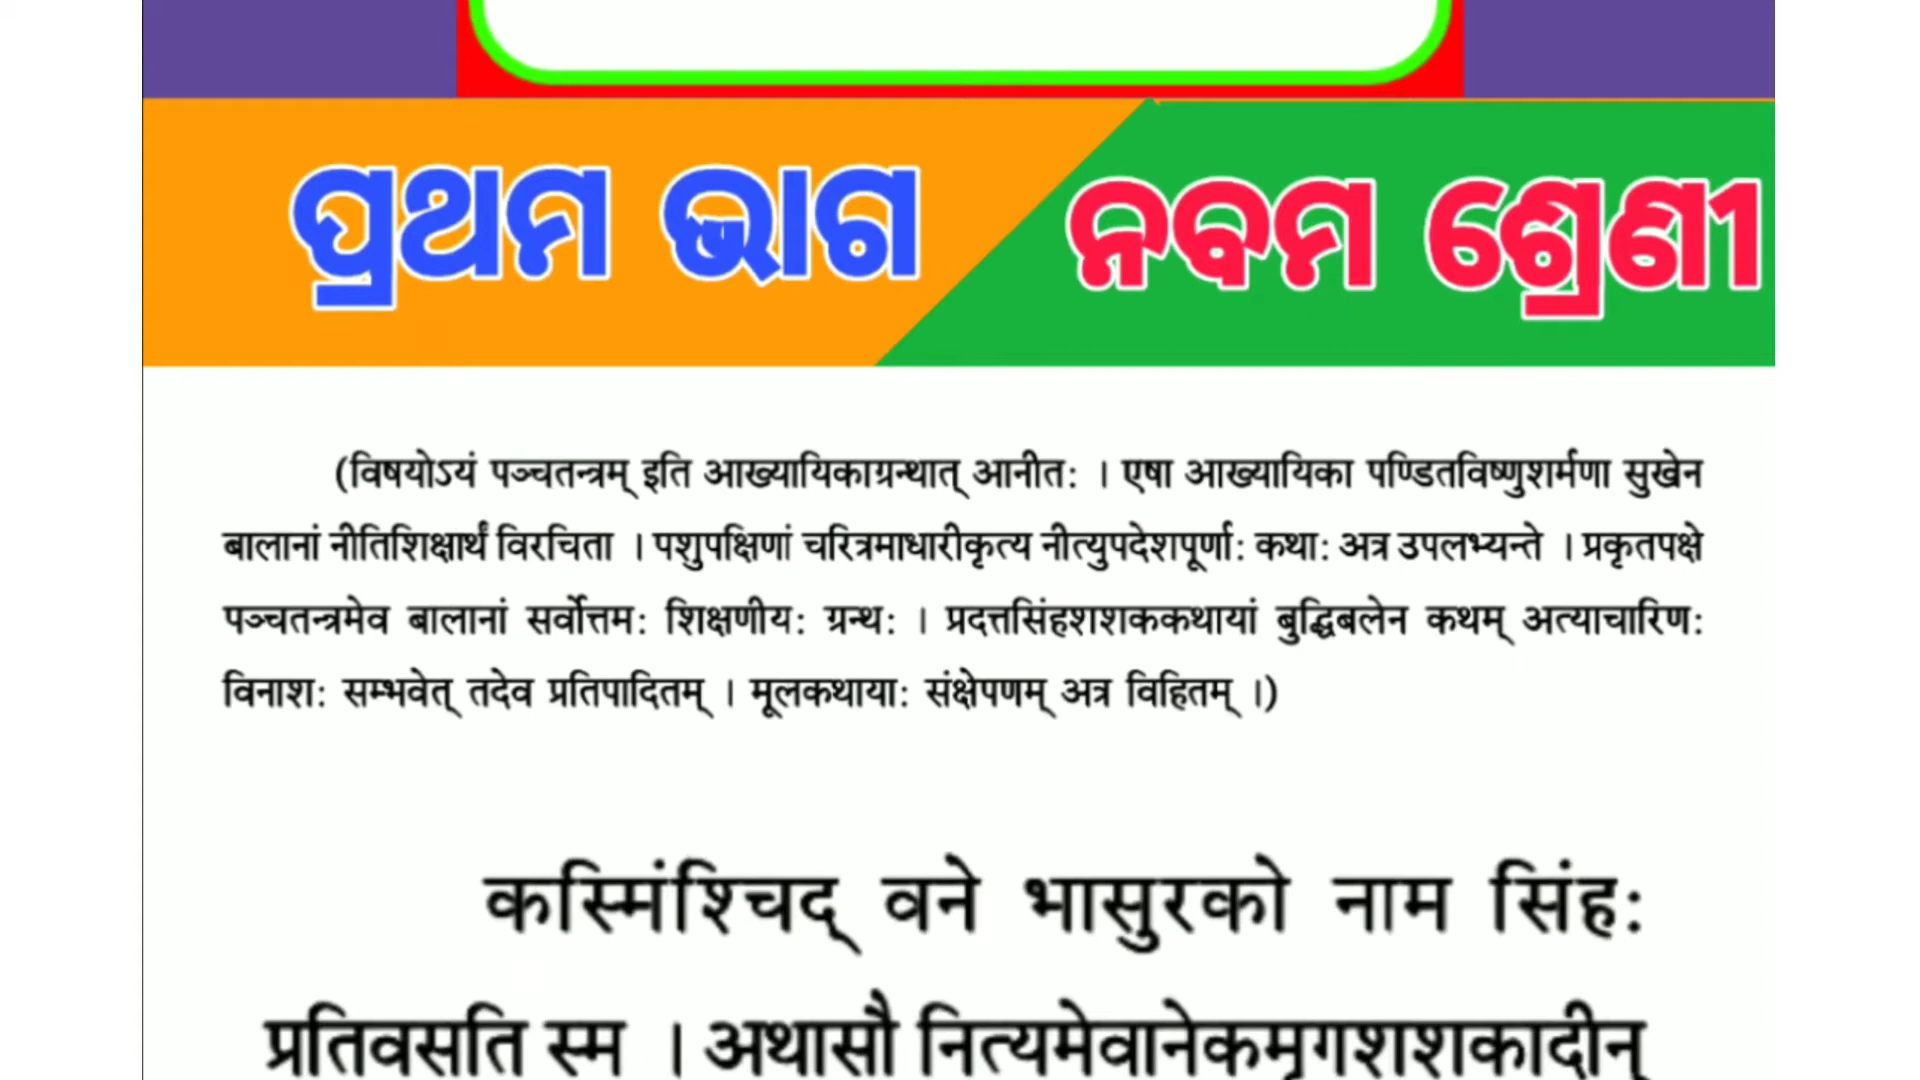 ପ୍ରଥମ ଭାଗ ନବମ ଶ୍ରେଣୀ
(विषयोऽयं पञ्चतन्त्रम् इति आख्यायिकाग्रन्थात् आनीतः । एषा आख्यायिका पण्डितविष्णुशर्मणा सुखेन
बालानां नीतिशिक्षार्थं विरचिता । पशुपक्षिणां चरित्रमाधारीकृत्य नीत्युपदेशपूर्णाः कथाः अत्र उपलभ्यन्ते । प्रकृतपक्षे
पञ्चतन्त्रमेव बालानां सर्वोत्तमः शिक्षणीयः ग्रन्थः । प्रदत्तसिंहशशककथायां बुद्धिबलेन कथम् अत्याचारिणः
विनाशः सम्भवेत् तदेव प्रतिपादितम् । मूलकथायाः संक्षेपणम् अत्र विहितम् ।)
कस्मिंश्चिद् वने भासुरको नाम सिंहः
प्रतिवसति स्म । अथासौ नित्यमेवानेकमृगशशकादीन्